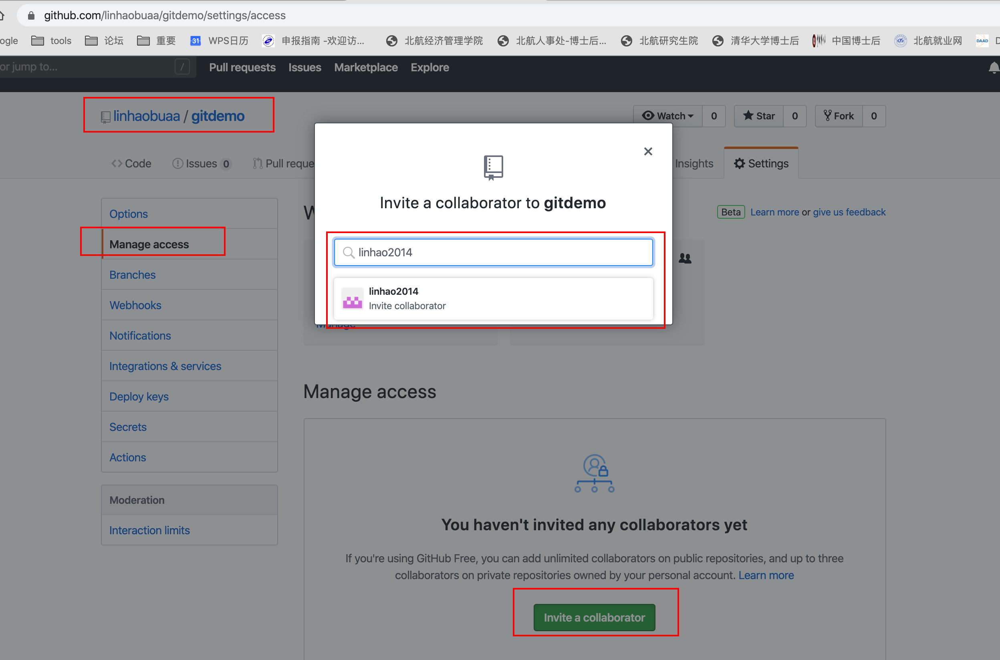 github.com/linhaobuaa/gitdemo/settings/access
ogle tools 论坛 重要 31 WPS日历 申报指南 -欢迎访... 北航经济管理学院 北航人事处-博士后... 北航研究生院 清华大学博士后 中国博士后 北航就业网 DAAD D
or jump to... / Pull requests Issues Marketplace Explore
linhaobuaa / gitdemo
Watch 0 Star 0 Fork 0
Code Issues 0 Pull reque Insights Settings
Invite a collaborator to gitdemo
linhao2014
linhao2014
Invite collaborator
Options
Manage access
Branches
Webhooks
Notifications
Integrations & services
Deploy keys
Secrets
Actions
Moderation
Interaction limits
W
Beta Learn more or give us feedback
Manage
Manage access
You haven't invited any collaborators yet
If you're using GitHub Free, you can add unlimited collaborators on public repositories, and up to three
collaborators on private repositories owned by your personal account. Learn more
Invite a collaborator